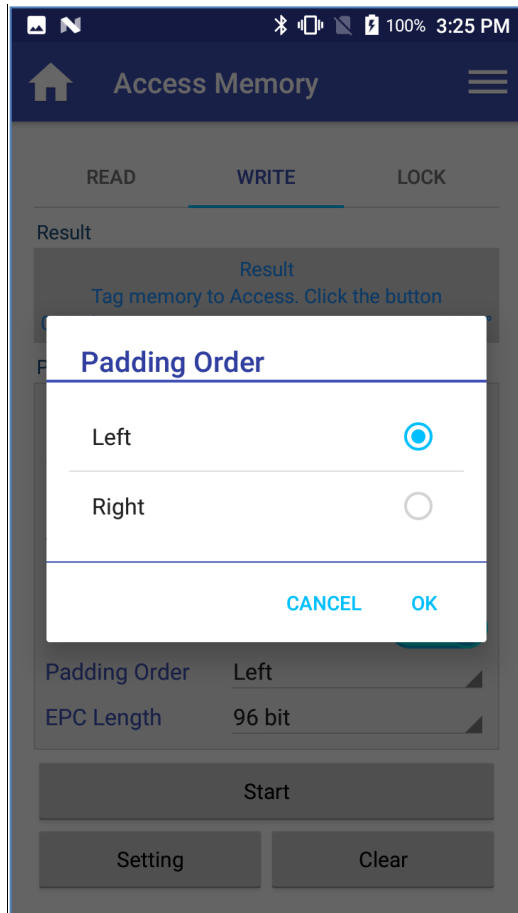 100% 3:25 PM
Access Memory
READ WRITE LOCK
Result
Result
Tag memory to Access. Click the button
Padding Order
Left
Right
CANCEL OK
Padding Order Left
EPC Length 96 bit
Start
Setting Clear